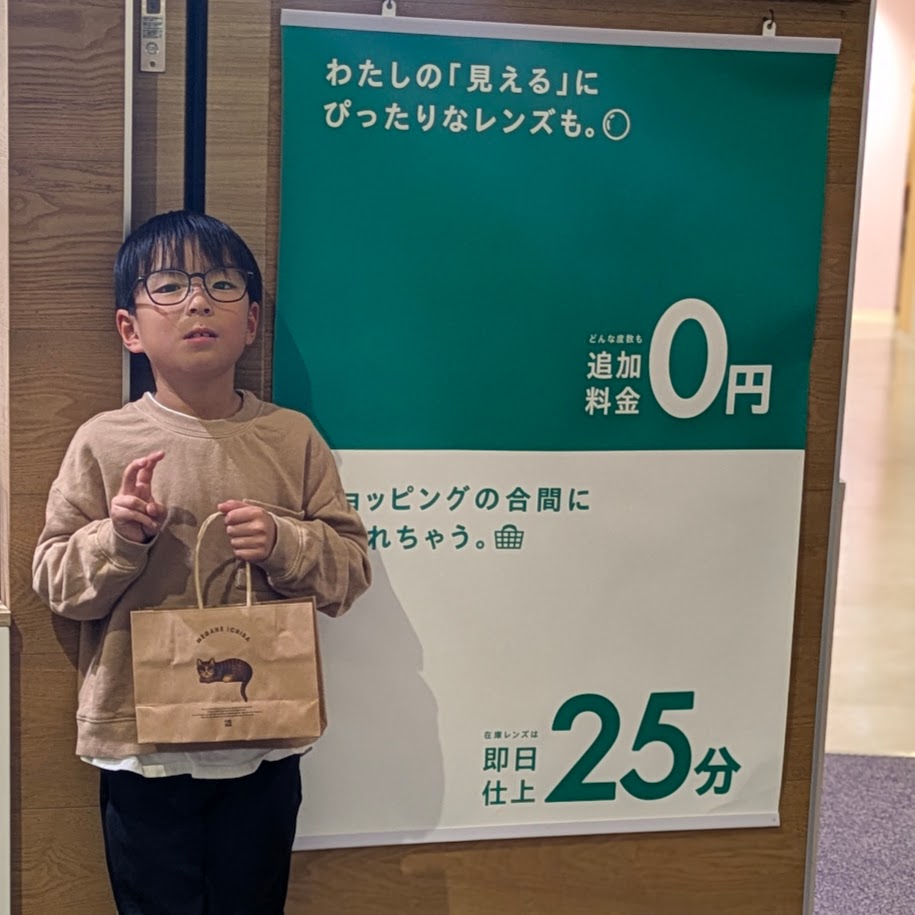 わたしの「見える」に
ぴったりなレンズも。
どんな度数も
追加
料金
0円
ョッピングの合間に
れちゃう。
在庫レンズは
即日
仕上
25分
MEGANE ICHIBA